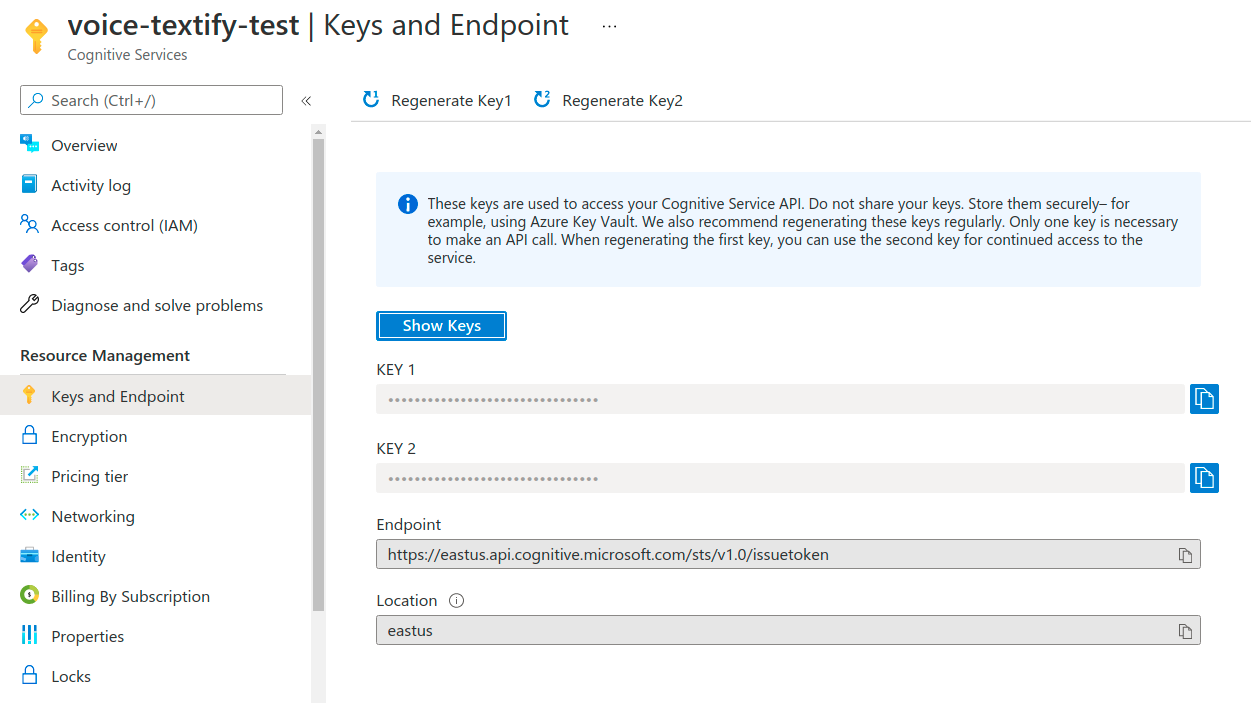 voice-textify-test | Keys and Endpoint ...
Cognitive Services
Search (Ctrl+/)
«
Overview
Activity log
Access control (IAM)
Tags
Diagnose and solve problems
Resource Management
Keys and Endpoint
Encryption
Pricing tier
Networking
Identity
Billing By Subscription
Properties
Locks
1 Regenerate Key1
2 Regenerate Key2
These keys are used to access your Cognitive Service API. Do not share your keys. Store them securely– for
example, using Azure Key Vault. We also recommend regenerating these keys regularly. Only one key is necessary
to make an API call. When regenerating the first key, you can use the second key for continued access to the
service.
Show Keys
KEY 1
••••••••••••••••••••••••••••••••
KEY 2
••••••••••••••••••••••••••••••••
Endpoint
https://eastus.api.cognitive.microsoft.com/sts/v1.0/issuetoken
Location
eastus